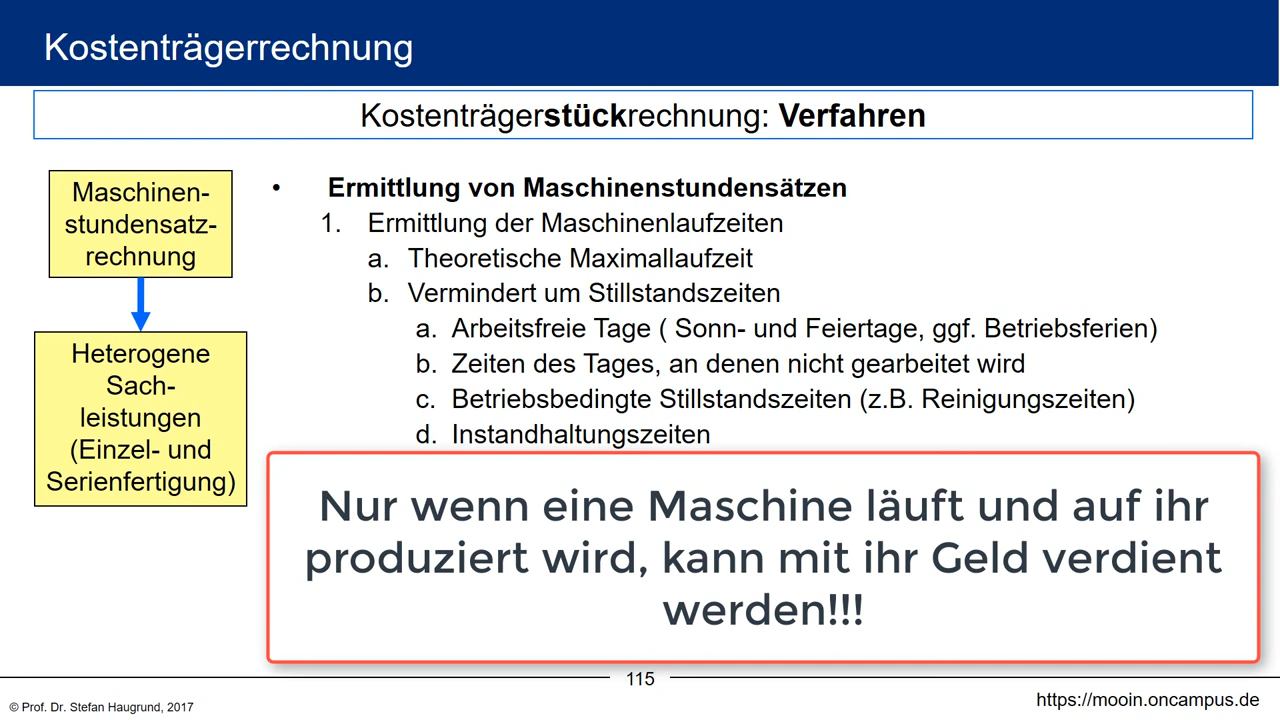 Kostenträgerrechnung
Kostenträgerstückrechnung: Verfahren
Maschinen-
stundensatz-
rechnung
Heterogene
Sach-
leistungen
(Einzel- und
Serienfertigung)
• Ermittlung von Maschinenstundensätzen
1. Ermittlung der Maschinenlaufzeiten
a. Theoretische Maximallaufzeit
b. Vermindert um Stillstandszeiten
a. Arbeitsfreie Tage ( Sonn- und Feiertage, ggf. Betriebsferien)
b. Zeiten des Tages, an denen nicht gearbeitet wird
c. Betriebsbedingte Stillstandszeiten (z.B. Reinigungszeiten)
d. Instandhaltungszeiten
Nur wenn eine Maschine läuft und auf ihr
produziert wird, kann mit ihr Geld verdient
werden!!!
115
© Prof. Dr. Stefan Haugrund, 2017
https://mooin.oncampus.de